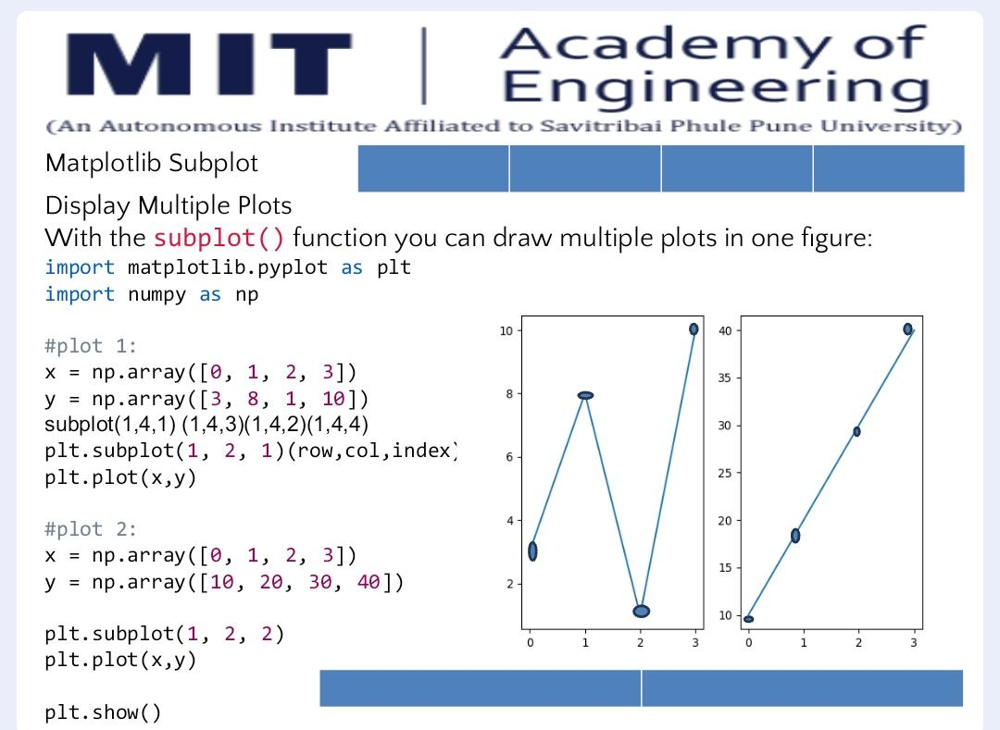 MIT | Academy of
Engineering
(An Autonomous Institute Affiliated to Savitribai Phule Pune University)
Matplotlib Subplot
Display Multiple Plots
With the subplot() function you can draw multiple plots in one figure:
import matplotlib.pyplot as plt
import numpy as np
#plot 1:
x = np.array([0, 1, 2, 3])
y = np.array([3, 8, 1, 10])
subplot(1,4,1) (1,4,3)(1,4,2)(1,4,4)
plt.subplot(1, 2, 1)(row,col,index)
plt.plot(x,y)
#plot 2:
x = np.array([0, 1, 2, 3])
y = np.array([10, 20, 30, 40])
plt.subplot(1, 2, 2)
plt.plot(x,y)
plt.show()
10
8
6
4
2
0 1 2 3
40
35
30
25
20
15
10
0 1 2 3